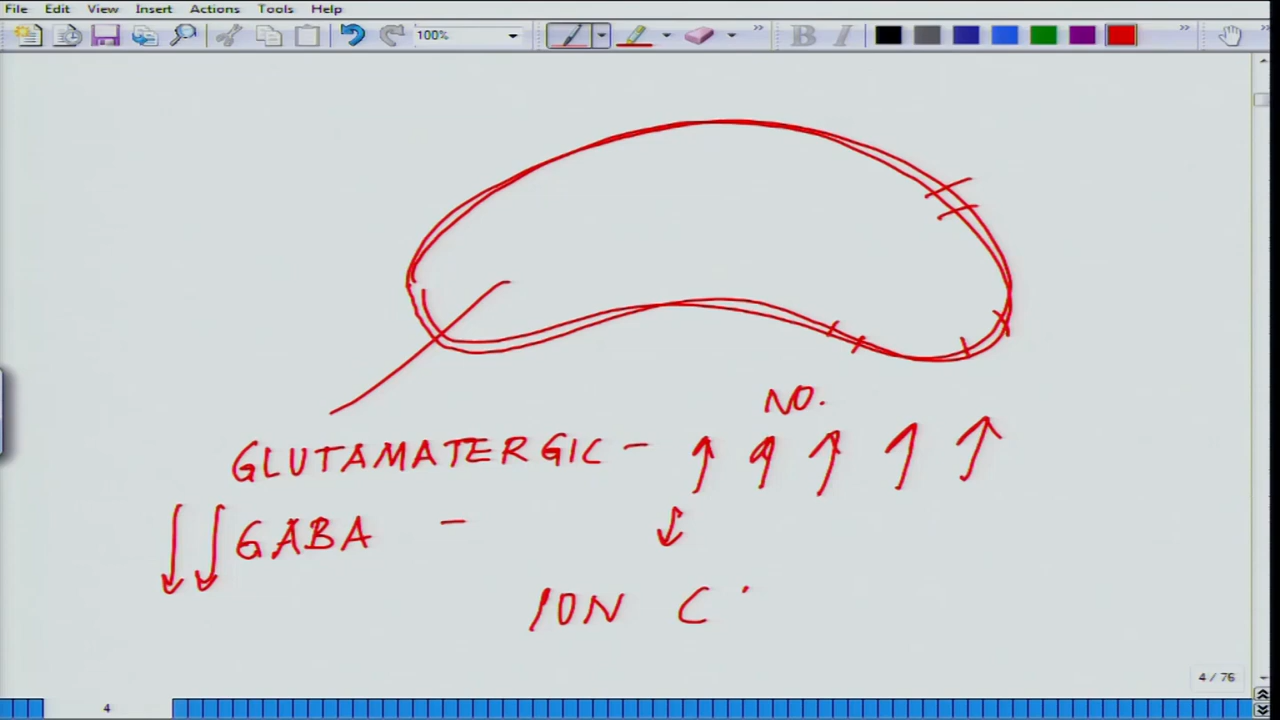 File Edit View Insert Actions Tools Help
100%
B I
NO.
GLUTAMATERGIC -
GABA -
ION C
4 / 76
4